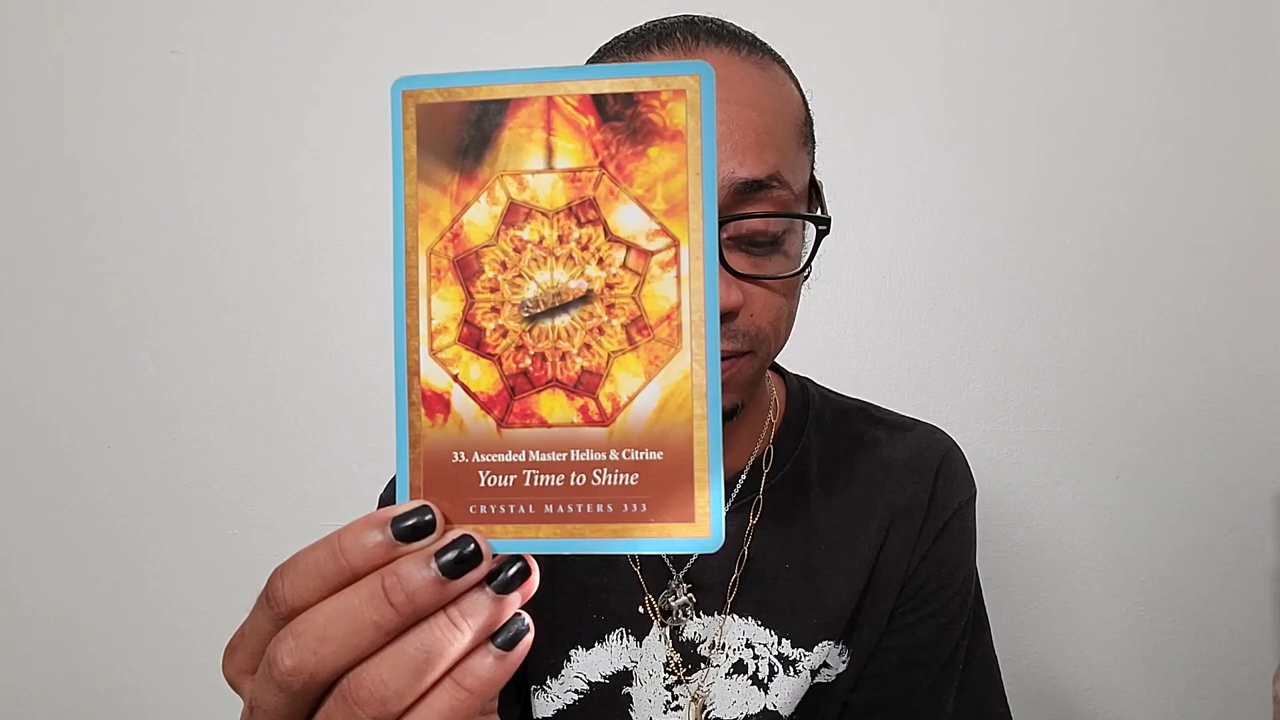 33. Ascended Master Helios & Citrine
Your Time to Shine
CRYSTAL MASTERS 333